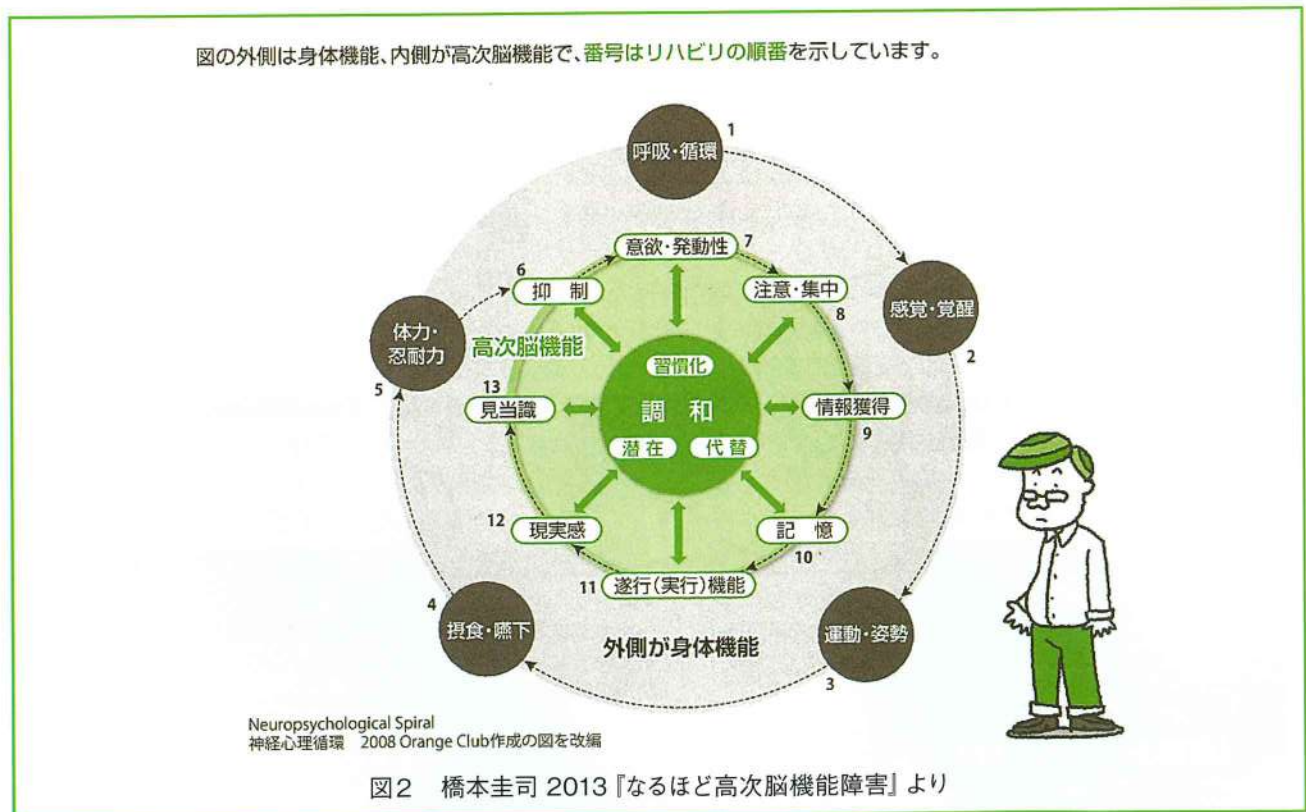 図の外側は身体機能、内側が高次脳機能で、番号はリハビリの順番を示しています。
1
呼吸・循環
2
感覚・覚醒
3
運動・姿勢
4
摂食・嚥下
5
体力・
忍耐力
6
抑 制
7
意欲・発動性
8
注意・集中
9
情報獲得
10
記 憶
11
遂行(実行)機能
12
現実感
13
見当識
高次脳機能
習慣化
調 和
潜在
代替
外側が身体機能
Neuropsychological Spiral
神経心理循環 2008 Orange Club作成の図を改編
図2 橋本圭司 2013『なるほど高次脳機能障害』より